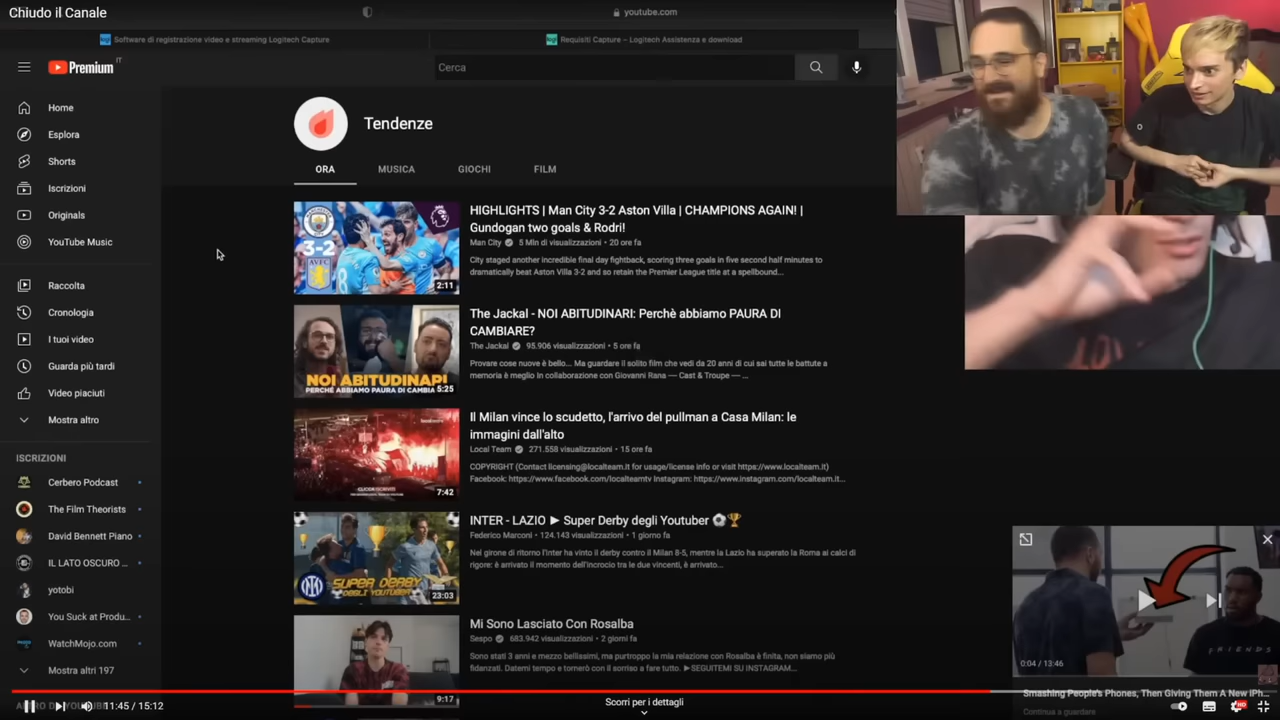 Chiudo il Canale
youtube.com
Software di registrazione video e streaming Logitech Capture
Requisiti Capture – Logitech Assistenza e download
Premium IT
Cerca
Home
Esplora
Shorts
Iscrizioni
Originals
YouTube Music
Raccolta
Cronologia
I tuoi video
Guarda più tardi
Video piaciuti
Mostra altro
ISCRIZIONI
Cerbero Podcast
The Film Theorists
David Bennett Piano
IL LATO OSCURO ...
yotobi
You Suck at Produ...
WatchMojo.com
Mostra altri 197
Tendenze
ORA
MUSICA
GIOCHI
FILM
3-2
2:11
HIGHLIGHTS | Man City 3-2 Aston Villa | CHAMPIONS AGAIN! |
Gundogan two goals & Rodri!
Man City 5 Mln di visualizzazioni • 20 ore fa
City staged another incredible final day fightback, scoring three goals in five second half minutes to
dramatically beat Aston Villa 3-2 and so retain the Premier League title at a spellbound...
NOI ABITUDINARI
PERCHÉ ABBIAMO PAURA DI CAMBIA
5:25
The Jackal - NOI ABITUDINARI: Perchè abbiamo PAURA DI
CAMBIARE?
The Jackal 95.906 visualizzazioni • 5 ore fa
Provare cose nuove è bello... Ma guardare il solito film che vedi da 20 anni di cui sai tutte le battute a
memoria è meglio In collaborazione con Giovanni Rana — Cast & Troupe — ...
7:42
Il Milan vince lo scudetto, l'arrivo del pullman a Casa Milan: le
immagini dall'alto
Local Team 271.558 visualizzazioni • 15 ore fa
COPYRIGHT (Contact licensing@localteam.it for usage/license info or visit https://www.localteam.it)
Facebook: https://www.facebook.com/localteamtv Instagram: https://www.instagram.com/localteam.it...
SUPER DERBY
DEGLI YOUTUBER
23:03
INTER - LAZIO ► Super Derby degli Youtuber ⚽🏆
Federico Marconi • 124.143 visualizzazioni • 1 giorno fa
Nel girone di ritorno l'Inter ha vinto il derby contro il Milan 8-5, mentre la Lazio ha superato la Roma ai calci di
rigore: è arrivato il momento dell'incrocio tra le due vincenti, è arrivato...
9:17
Mi Sono Lasciato Con Rosalba
Sespo 683.942 visualizzazioni • 2 giorni fa
Sono stati 3 anni e mezzo bellissimi, ma purtroppo la mia relazione con Rosalba è finita, non siamo più
fidanzati. Datemi tempo e tornerò con il sorriso a fare tutto. ►SEGUITEMI SU INSTAGRAM...
FRIENDS
0:04 / 13:46
Smashing People's Phones, Then Giving Them A New IPh...
Continua a guardare
11:45 / 15:12
Scorri per i dettagli
HD